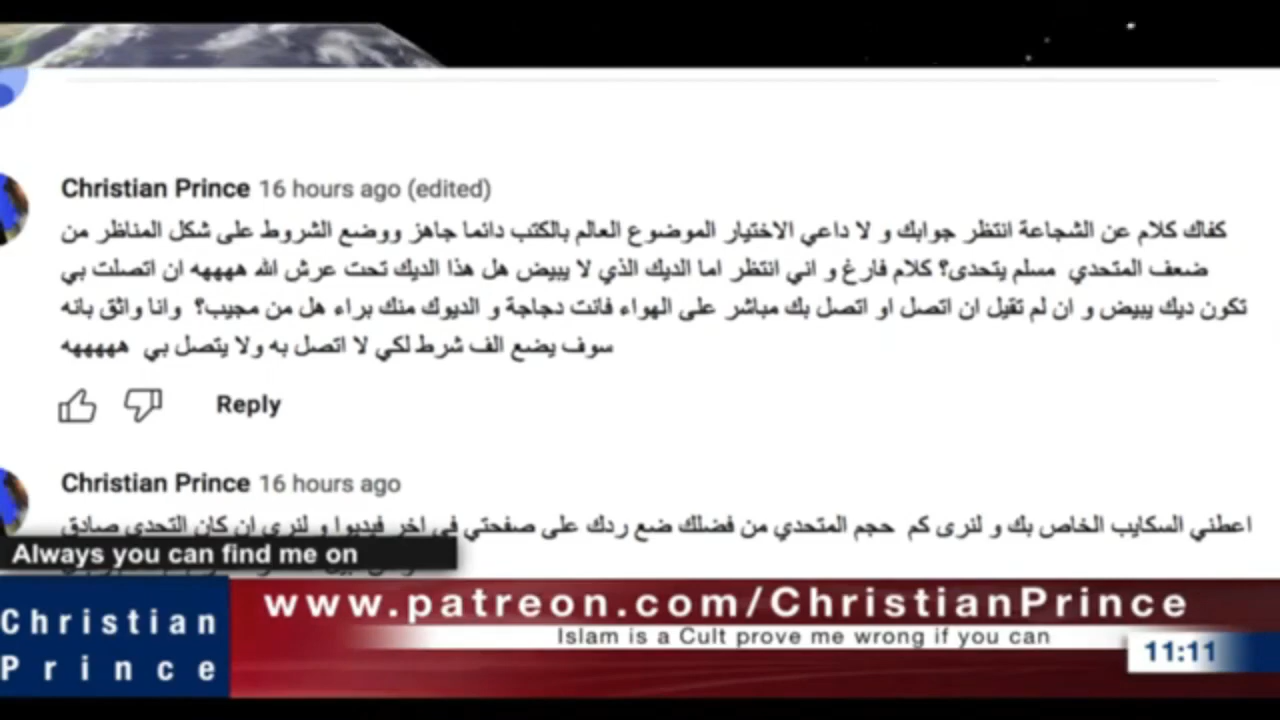 Christian Prince 16 hours ago (edited)
كفاك كلام عن الشجاعة انتظر جوابك و لا داعي الاختيار الموضوع العالم بالكتب دائما جاهز ووضع الشروط على شكل المناظر من
ضعف المتحدي مسلم يتحدى؟ كلام فارغ و اني انتظر اما الديك الذي لا يبيض هل هذا الديك تحت عرش الله هههه ان اتصلت بي
تكون ديك يبيض و ان لم تقيل ان اتصل او اتصل بك مباشر على الهواء فانت دجاجة و الديوك منك براء هل من مجيب؟ وانا واثق بانه
سوف يضع الف شرط لكي لا اتصل به ولا يتصل بي هههههه
Reply
Christian Prince 16 hours ago
اعطني السكايب الخاص بك و لنرى كم حجم المتحدي من فضلك ضع ردك على صفحتي في اخر فيديوا و لنرى ان كان التحدي صادق
Always you can find me on
www.patreon.com/ChristianPrince
Christian
Prince
Islam is a Cult prove me wrong if you can
11:11